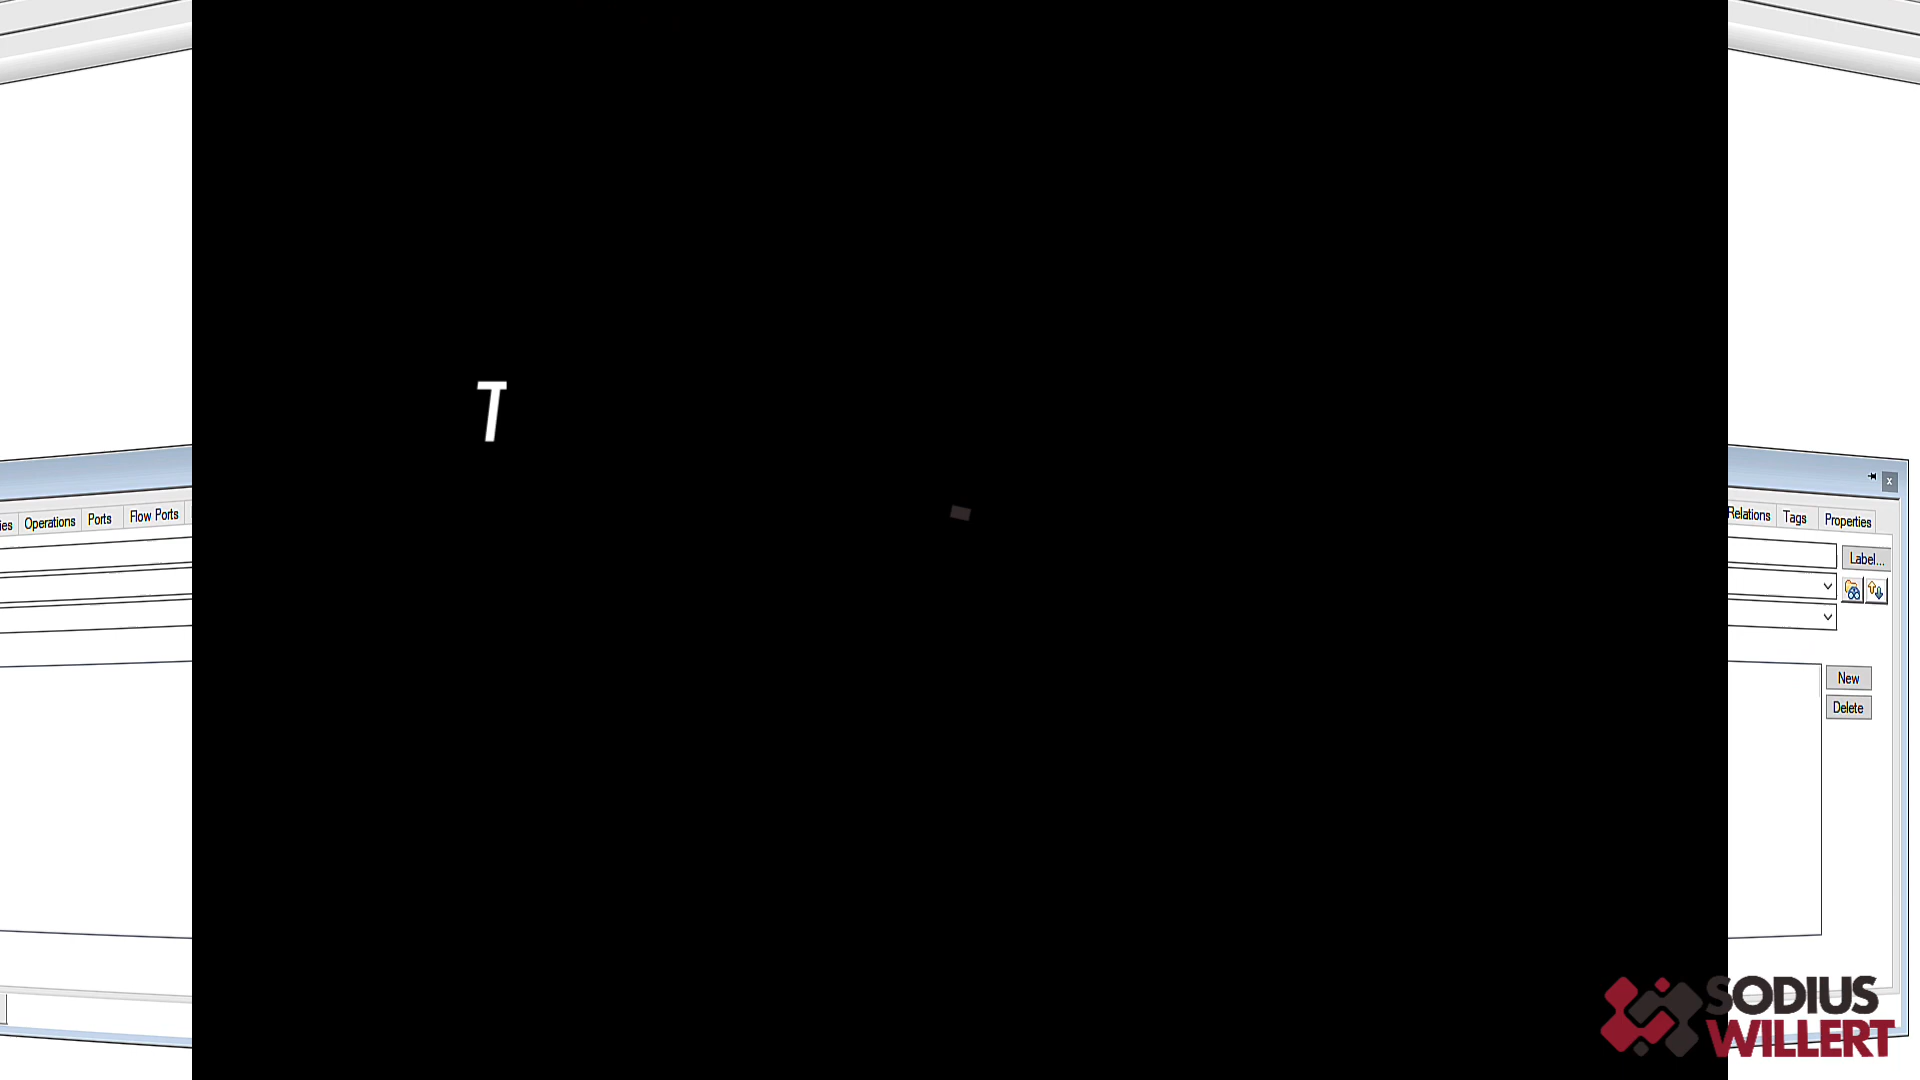 T
ies Operations Ports Flow Ports
Relations Tags Properties
Label...
New
Delete
SODIUS
WILLERT